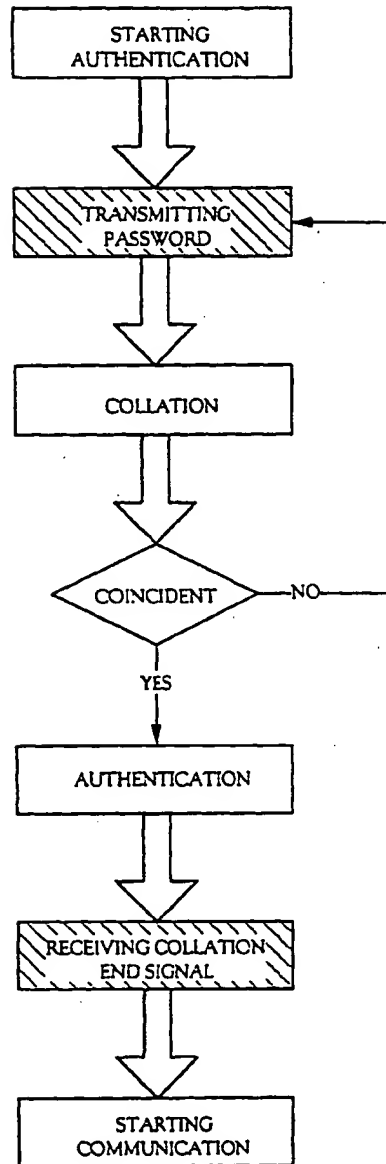 STARTING
AUTHENTICATION
TRANSMITTING
PASSWORD
COLLATION
COINCIDENT
NO
YES
AUTHENTICATION
RECEIVING COLLATION
END SIGNAL
STARTING
COMMUNICATION